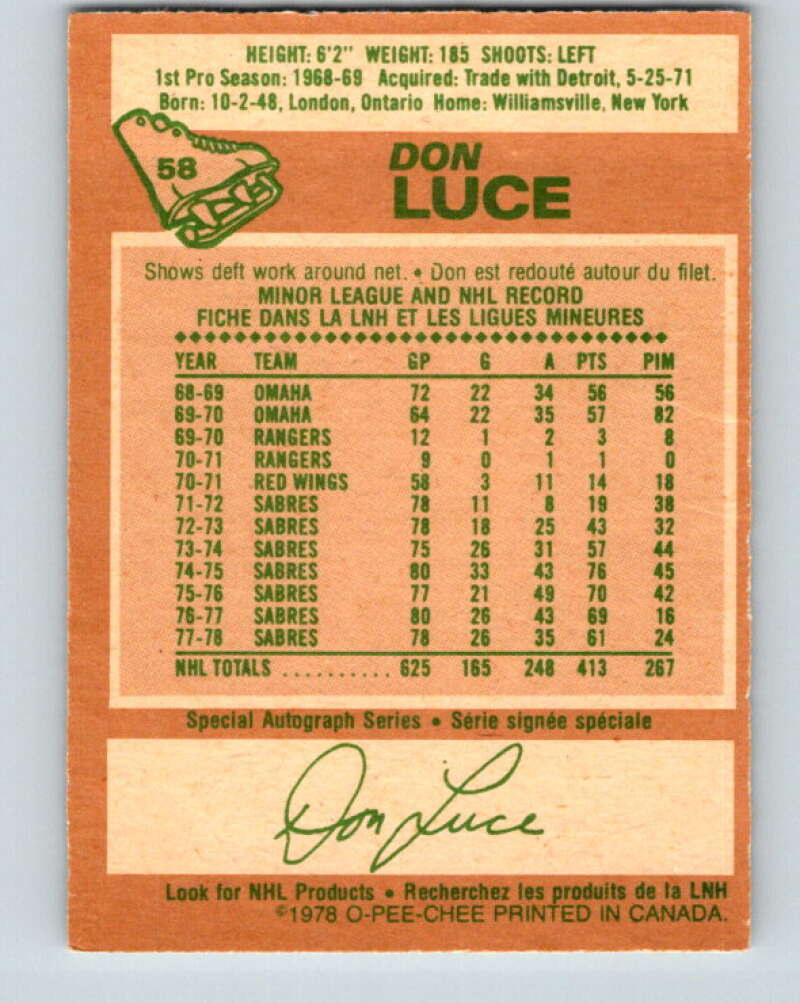 HEIGHT: 6'2" WEIGHT: 185 SHOOTS: LEFT
1st Pro Season: 1968-69 Acquired: Trade with Detroit, 5-25-71
Born: 10-2-48, London, Ontario Home: Williamsville, New York
58
DON
LUCE
Shows deft work around net. • Don est redouté autour du filet.
MINOR LEAGUE AND NHL RECORD
FICHE DANS LA LNH ET LES LIGUES MINEURES
YEAR TEAM GP G A PTS PIM
68-69 OMAHA 72 22 34 56 56
69-70 OMAHA 64 22 35 57 82
69-70 RANGERS 12 1 2 3 8
70-71 RANGERS 9 0 1 1 0
70-71 RED WINGS 58 3 11 14 18
71-72 SABRES 78 11 8 19 38
72-73 SABRES 78 18 25 43 32
73-74 SABRES 75 26 31 57 44
74-75 SABRES 80 33 43 76 45
75-76 SABRES 77 21 49 70 42
76-77 SABRES 80 26 43 69 16
77-78 SABRES 78 26 35 61 24
NHL TOTALS .......... 625 165 248 413 267
Special Autograph Series • Série signée spéciale
Don Luce
Look for NHL Products • Recherchez les produits de la LNH
©1978 O-PEE-CHEE PRINTED IN CANADA.